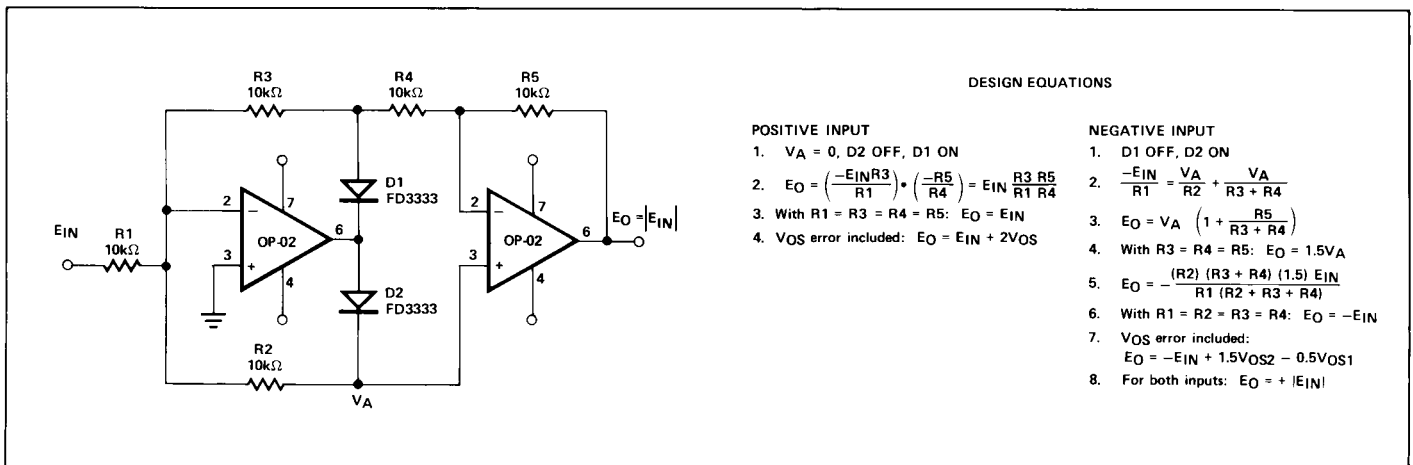 R3
10kΩ
R4
10kΩ
R5
10kΩ
D1
FD3333
2
−
7
OP-02
6
3
+
4
EIN
R1
10kΩ
D2
FD3333
R2
10kΩ
VA
2
−
7
OP-02
6
3
+
4
EO = |EIN|
DESIGN EQUATIONS
POSITIVE INPUT
1. VA = 0, D2 OFF, D1 ON
2. EO = (-EINR3 / R1) • (-R5 / R4) = EIN R3 R5 / R1 R4
3. With R1 = R3 = R4 = R5: EO = EIN
4. VOS error included: EO = EIN + 2VOS
NEGATIVE INPUT
1. D1 OFF, D2 ON
2. -EIN / R1 = VA / R2 + VA / R3 + R4
3. EO = VA (1 + R5 / R3 + R4)
4. With R3 = R4 = R5: EO = 1.5VA
5. EO = - (R2) (R3 + R4) (1.5) EIN / R1 (R2 + R3 + R4)
6. With R1 = R2 = R3 = R4: EO = -EIN
7. VOS error included:
EO = -EIN + 1.5VOS2 − 0.5VOS1
8. For both inputs: EO = + |EIN|